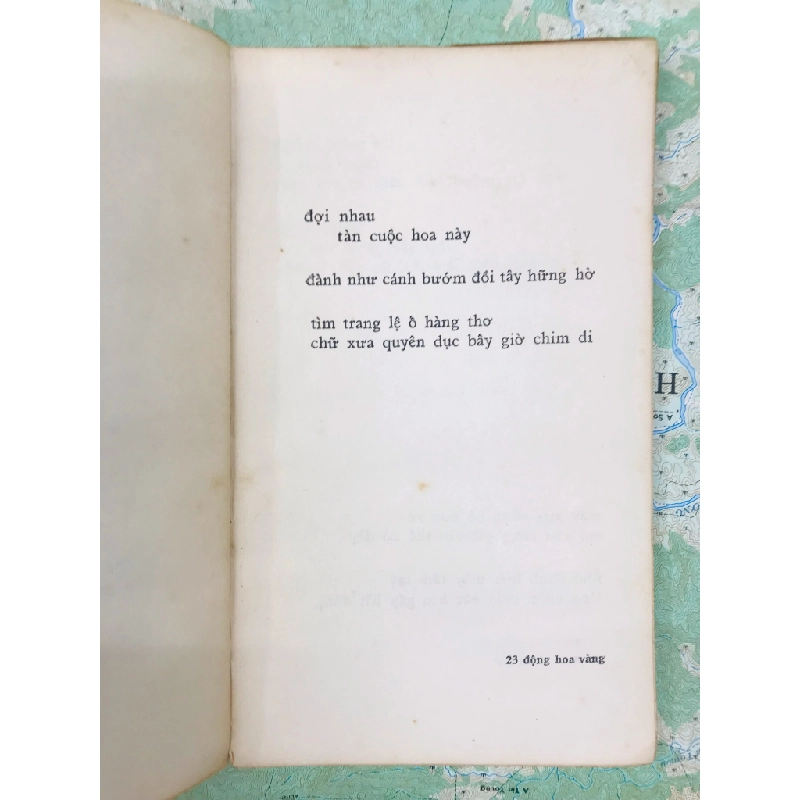 đợi nhau
tàn cuộc hoa này
đành như cánh bướm đồi tây hững hờ
tìm trang lệ ố hàng thơ
chữ xưa quyên dục bây giờ chim di
23 động hoa vàng
H